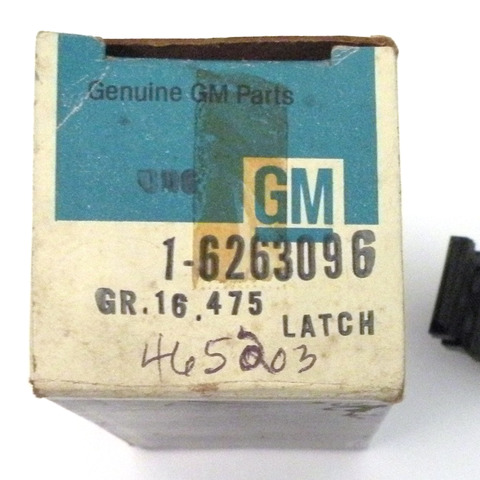 Genuine GM Parts
GM
1-6263096
GR.16.475
LATCH
465203